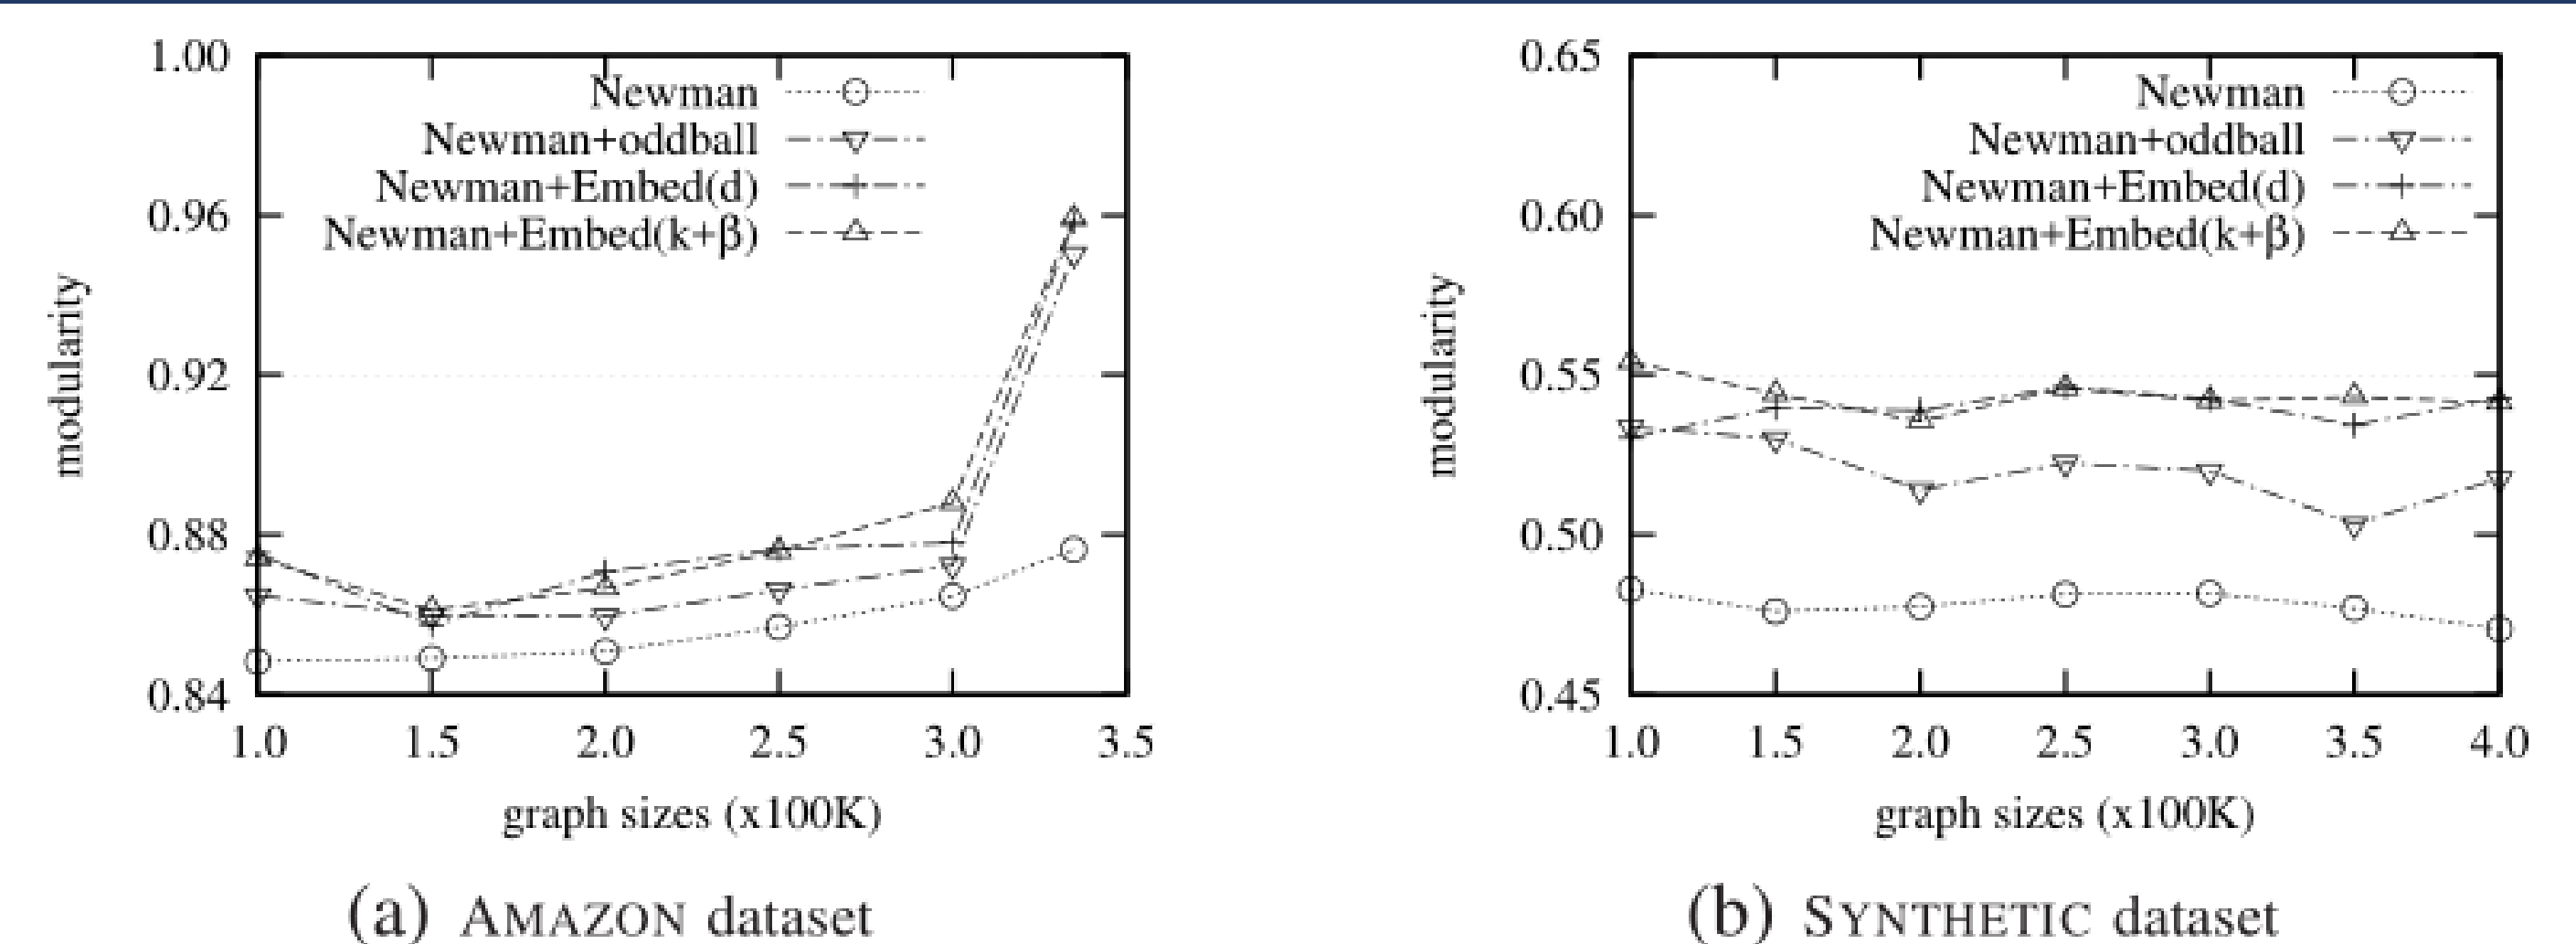 1.00
0.96
0.92
0.88
0.84
modularity
Newman
Newman+oddball
Newman+Embed(d)
Newman+Embed(k+β)
1.0 1.5 2.0 2.5 3.0 3.5
graph sizes (x100K)
(a) AMAZON dataset
0.65
0.60
0.55
0.50
0.45
modularity
Newman
Newman+oddball
Newman+Embed(d)
Newman+Embed(k+β)
1.0 1.5 2.0 2.5 3.0 3.5 4.0
graph sizes (x100K)
(b) SYNTHETIC dataset